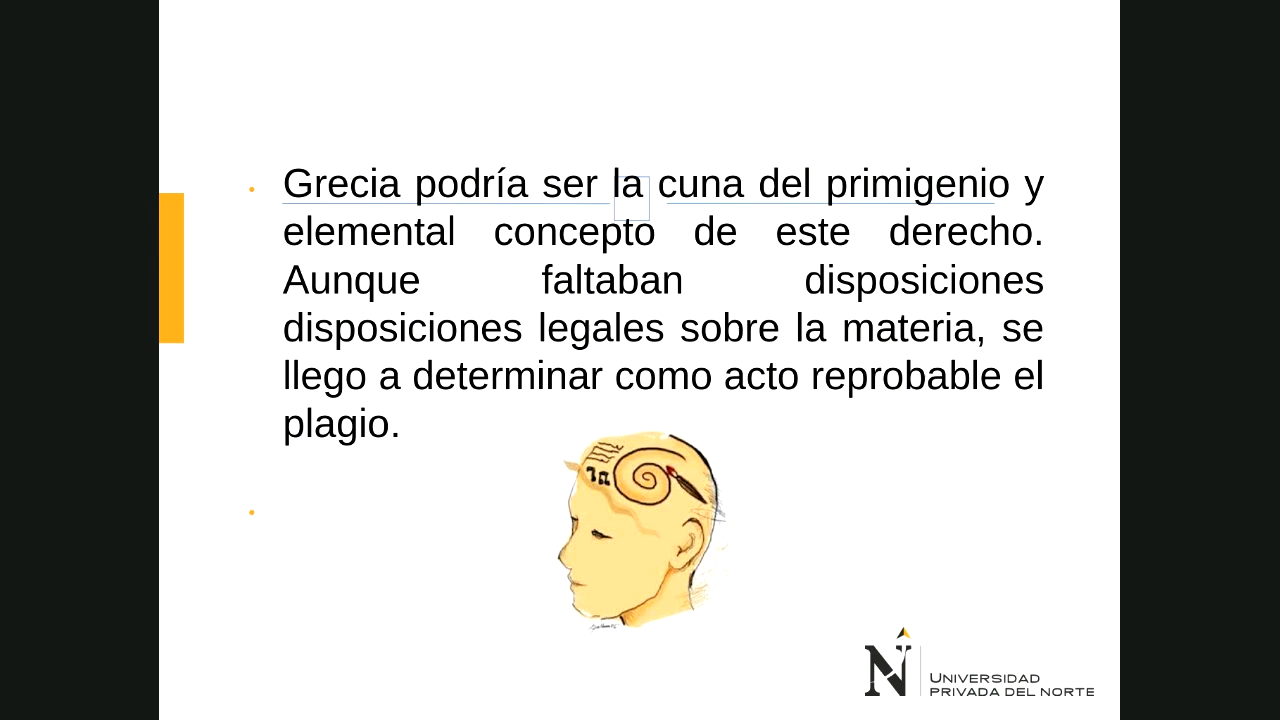 Grecia podría ser la cuna del primigenio y
elemental concepto de este derecho.
Aunque faltaban disposiciones
disposiciones legales sobre la materia, se
llego a determinar como acto reprobable el
plagio.
N
UNIVERSIDAD
PRIVADA DEL NORTE